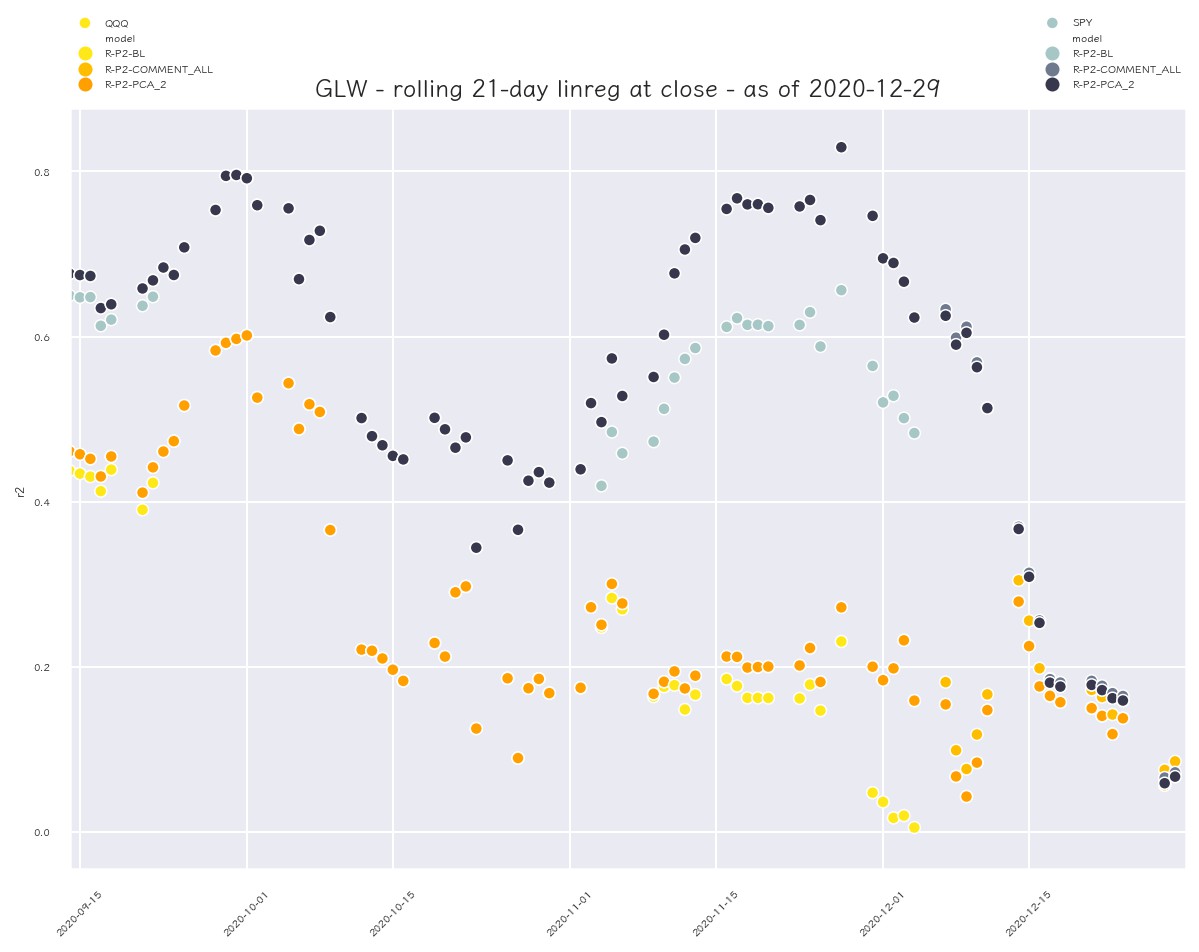 QQQ
model
R-P2-BL
R-P2-COMMENT_ALL
R-P2-PCA_2
SPY
model
R-P2-BL
R-P2-COMMENT_ALL
R-P2-PCA_2
GLW - rolling 21-day linreg at close - as of 2020-12-29
0.8
0.6
0.4
0.2
0.0
r2
2020-09-15
2020-10-01
2020-10-15
2020-11-01
2020-11-15
2020-12-01
2020-12-15